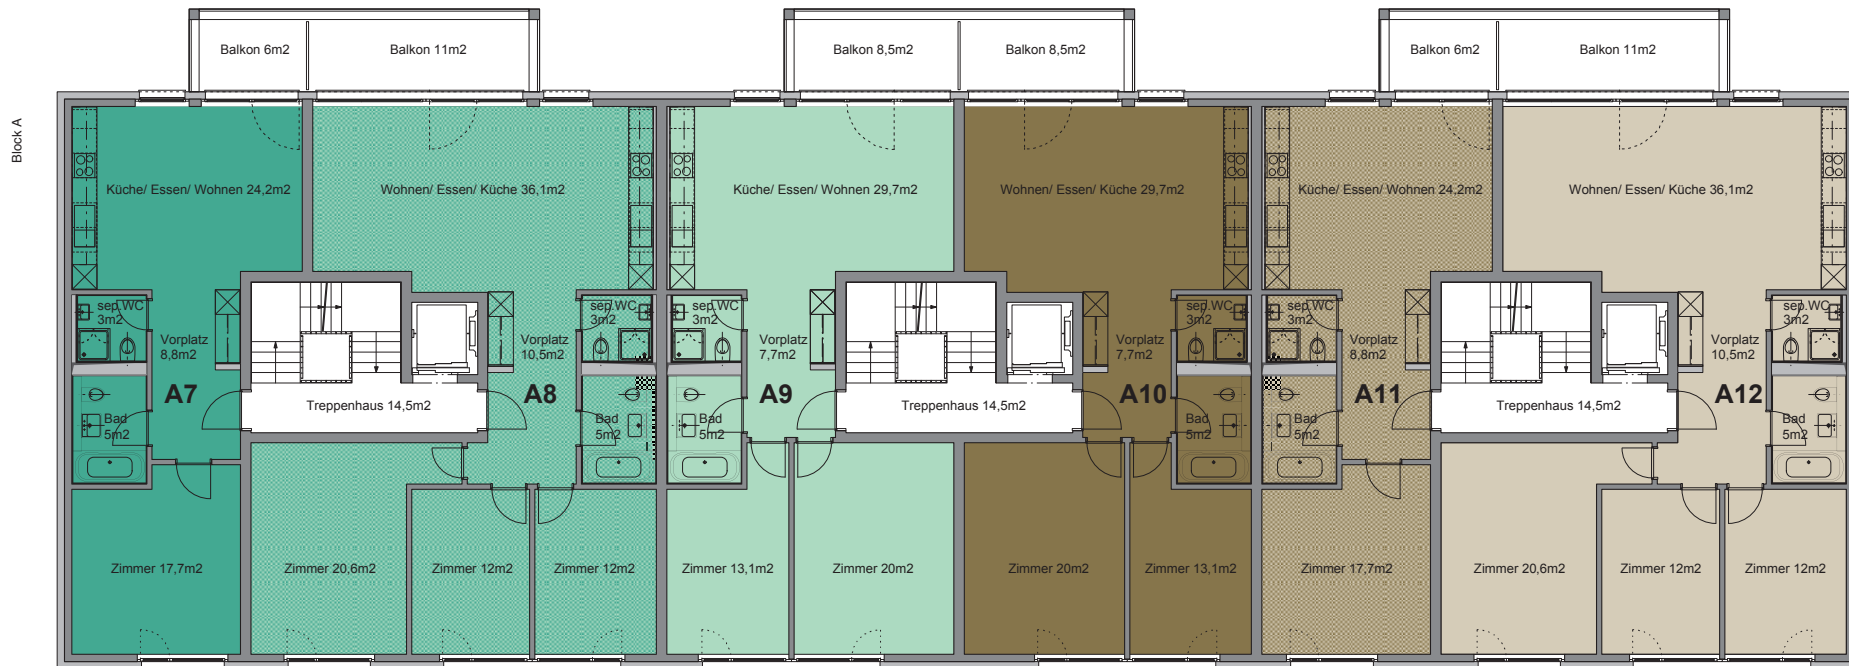 Block A
Balkon 6m2
Balkon 11m2
Balkon 8,5m2
Balkon 8,5m2
Balkon 6m2
Balkon 11m2
Küche/ Essen/ Wohnen 24,2m2
Wohnen/ Essen/ Küche 36,1m2
Küche/ Essen/ Wohnen 29,7m2
Wohnen/ Essen/ Küche 29,7m2
Küche/ Essen/ Wohnen 24,2m2
Wohnen/ Essen/ Küche 36,1m2
sep.WC
3m2
Vorplatz
8,8m2
A7
Bad
5m2
Treppenhaus 14,5m2
sep.WC
3m2
Vorplatz
10,5m2
A8
Bad
5m2
sep.WC
3m2
Vorplatz
7,7m2
A9
Bad
5m2
Treppenhaus 14,5m2
sep.WC
3m2
Vorplatz
7,7m2
A10
Bad
5m2
sep.WC
3m2
Vorplatz
8,8m2
A11
Bad
5m2
Treppenhaus 14,5m2
sep.WC
3m2
Vorplatz
10,5m2
A12
Bad
5m2
Zimmer 17,7m2
Zimmer 20,6m2
Zimmer 12m2
Zimmer 12m2
Zimmer 13,1m2
Zimmer 20m2
Zimmer 20m2
Zimmer 13,1m2
Zimmer 17,7m2
Zimmer 20,6m2
Zimmer 12m2
Zimmer 12m2